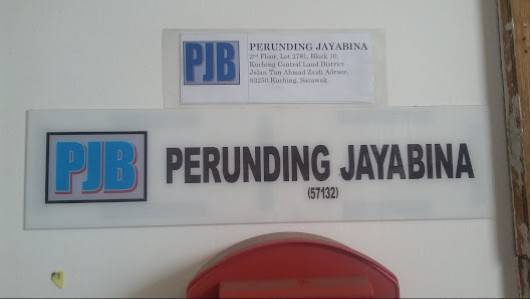 PJB
PERUNDING JAYABINA
2nd Floor, Lot 2781, Block 10,
Kuching Central Land District
Jalan Tun Ahmad Zaidi Adruce,
93250 Kuching, Sarawak.
PJB
PERUNDING JAYABINA
(57132)